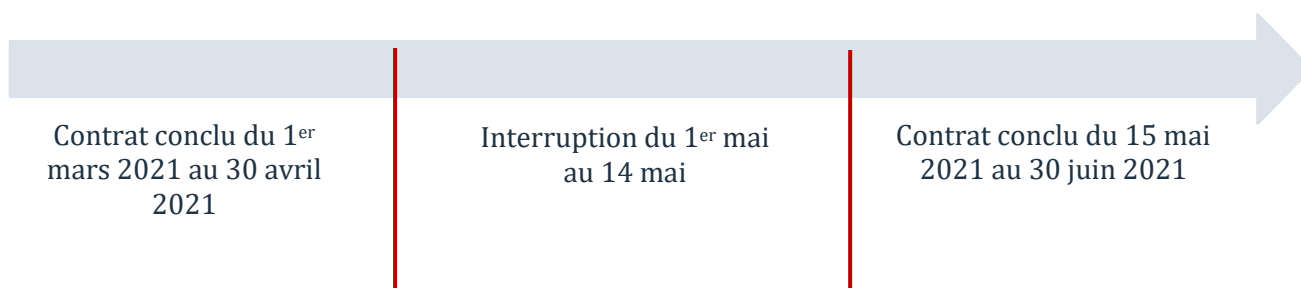 Contrat conclu du 1er
mars 2021 au 30 avril
2021
Interruption du 1er mai
au 14 mai
Contrat conclu du 15 mai
2021 au 30 juin 2021